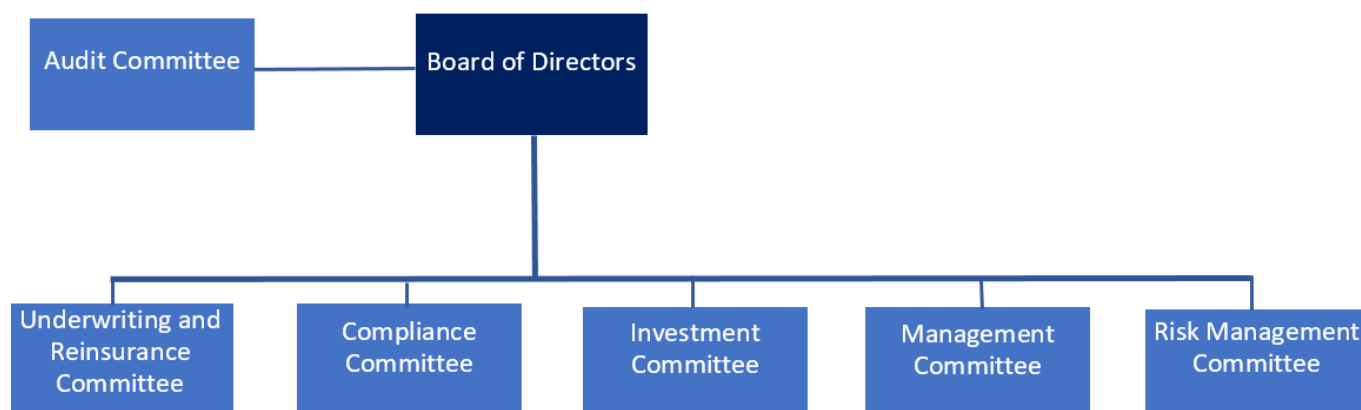 Audit Committee
Board of Directors
Underwriting and
Reinsurance
Committee
Compliance
Committee
Investment
Committee
Management
Committee
Risk Management
Committee